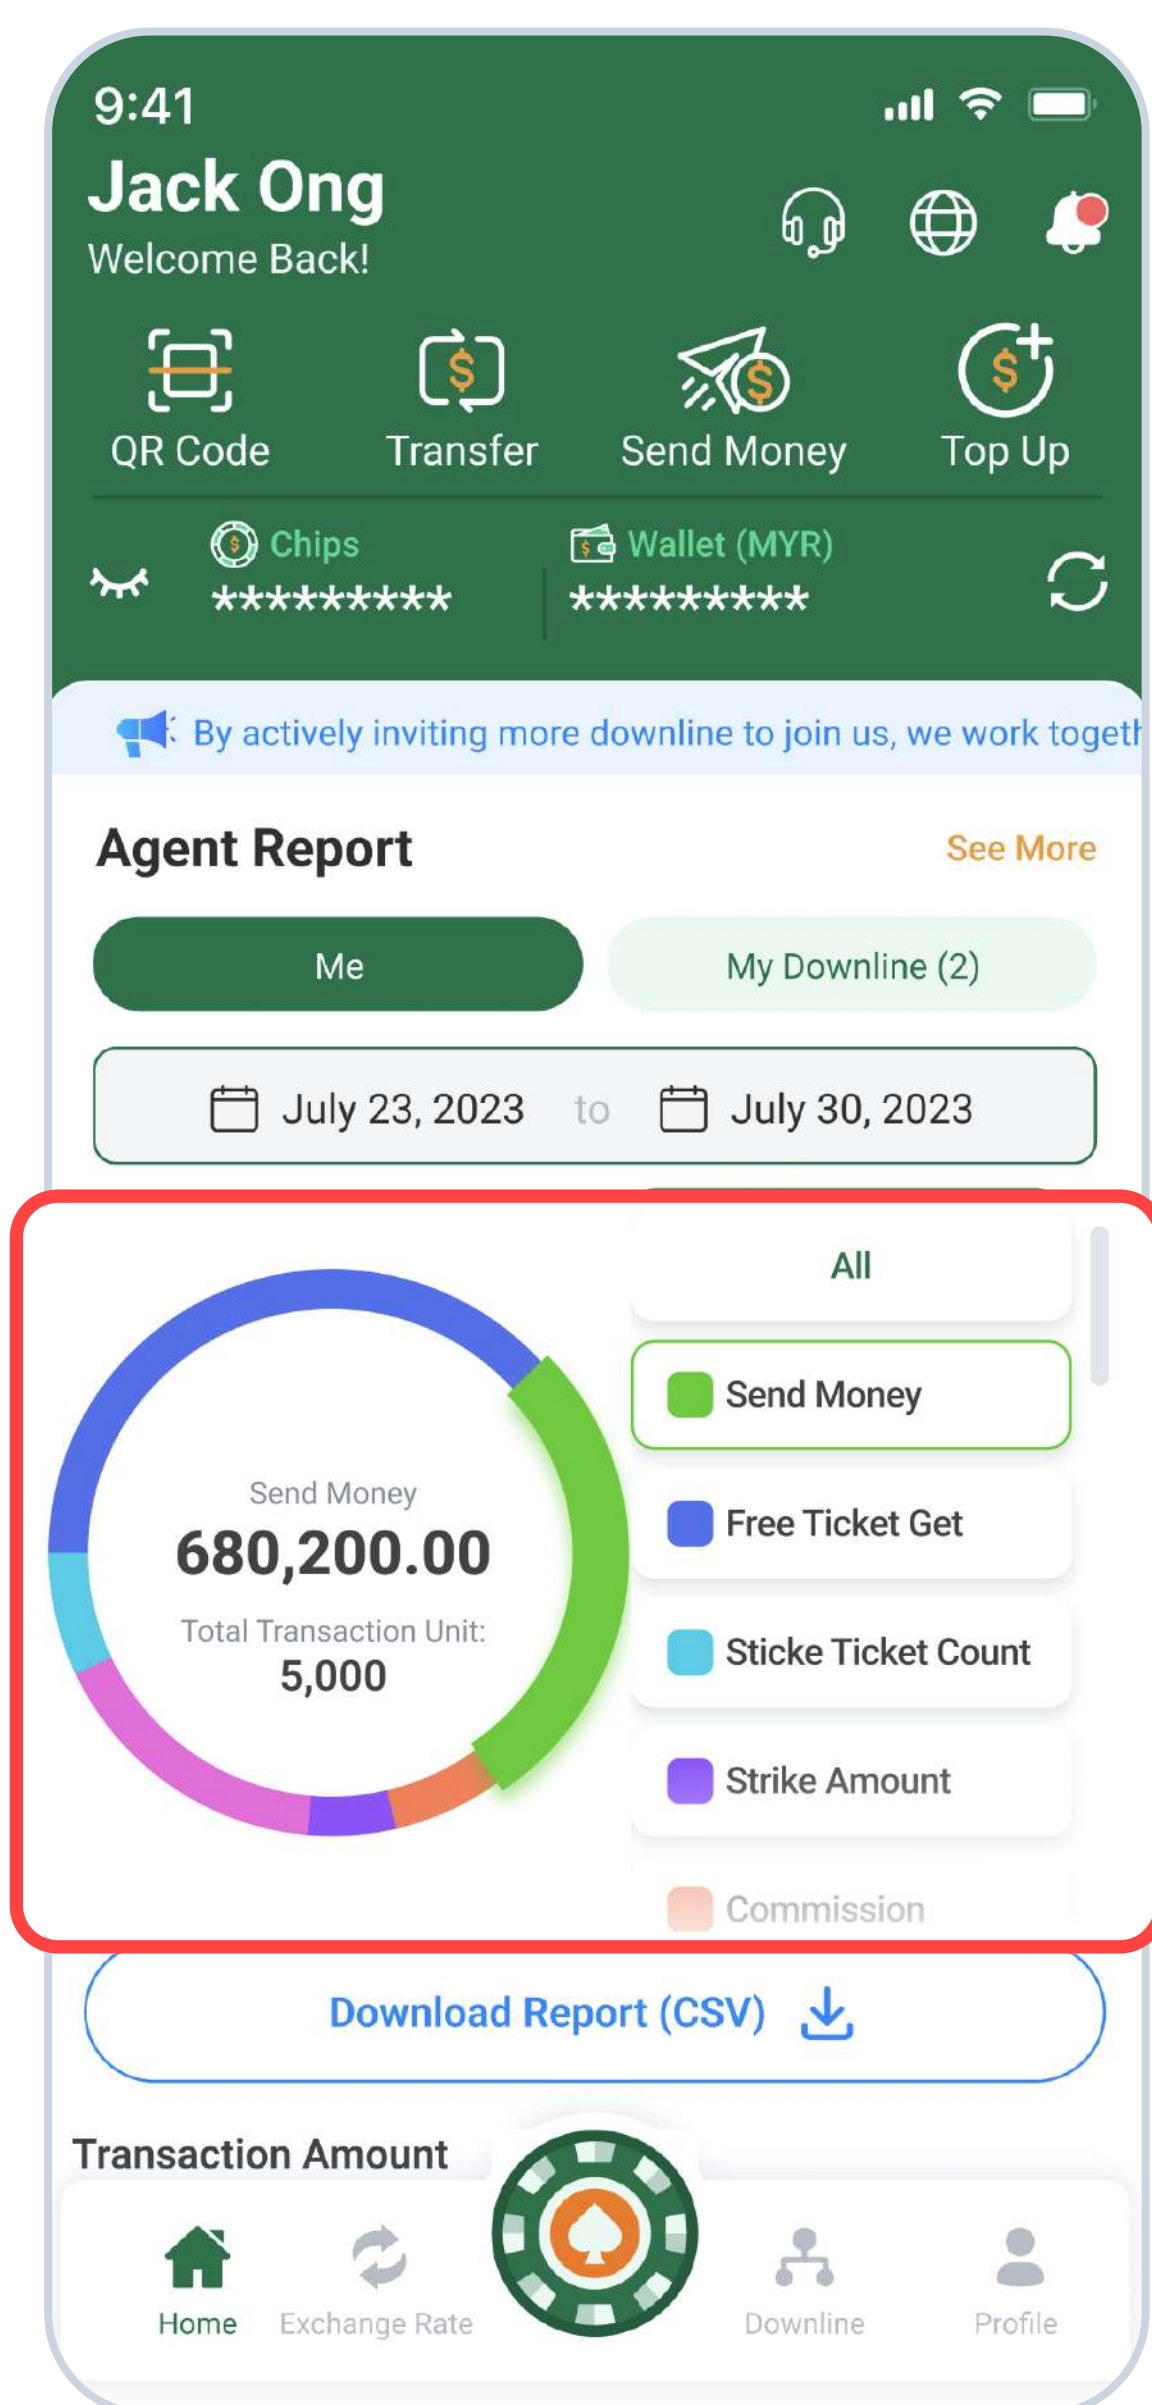 9:41
Jack Ong
Welcome Back!
QR Code Transfer Send Money Top Up
Chips Wallet (MYR)
********* *********
By actively inviting more downline to join us, we work
Agent Report See More
Me My Downline (2)
July 23, 2023 to July 30, 2023
All
Send Money
Free Ticket Get
Sticke Ticket Count
Strike Amount
Commission
Send Money
680,200.00
Total Transaction Unit:
5,000
Download Report (CSV)
Transaction Amount
Home Exchange Rate Downline Profile